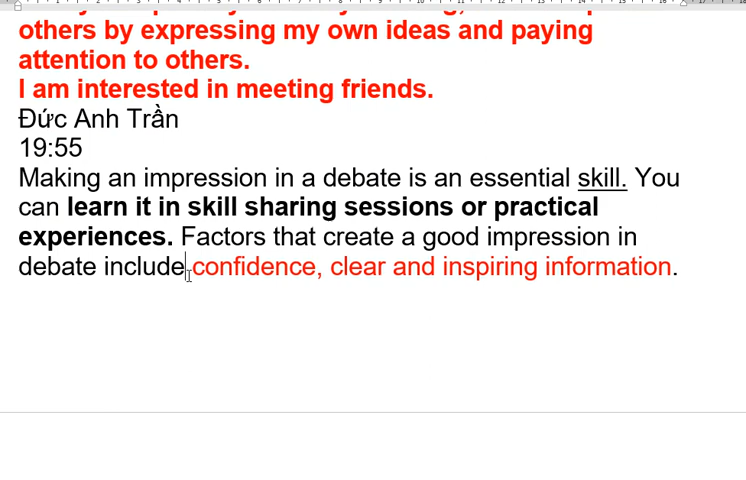 others by expressing my own ideas and paying
attention to others.
I am interested in meeting friends.
Đức Anh Trần
19:55
Making an impression in a debate is an essential skill. You
can learn it in skill sharing sessions or practical
experiences. Factors that create a good impression in
debate include confidence, clear and inspiring information.